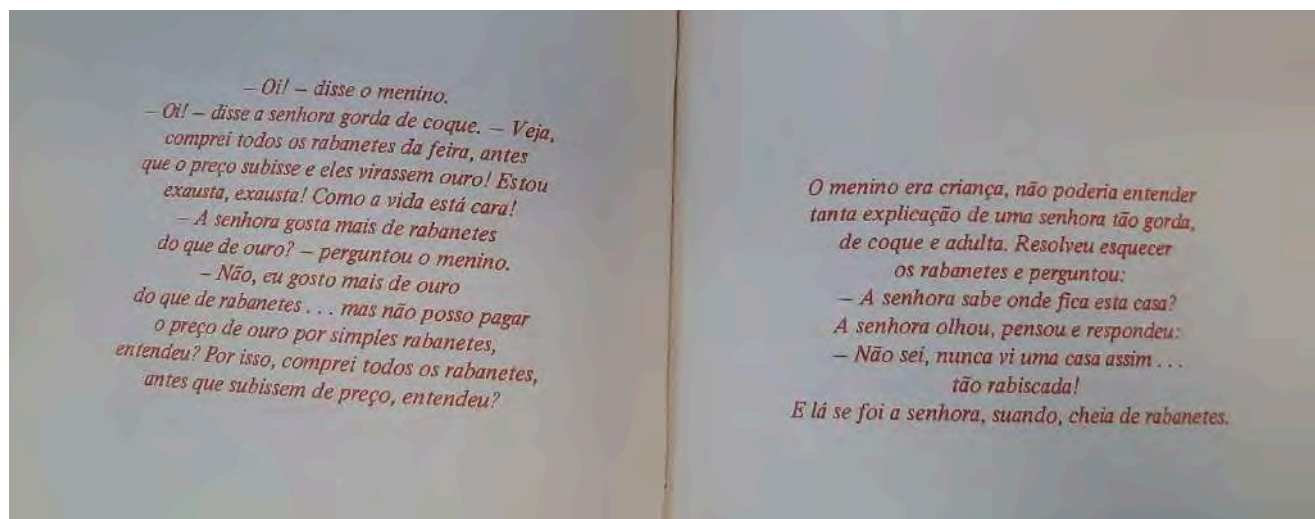 – Oi! – disse o menino.
– Oi! – disse a senhora gorda de coque. – Veja,
comprei todos os rabanetes da feira, antes
que o preço subisse e eles virassem ouro! Estou
exausta, exausta! Como a vida está cara!
– A senhora gosta mais de rabanetes
do que de ouro? – perguntou o menino.
– Não, eu gosto mais de ouro
do que de rabanetes . . . mas não posso pagar
o preço de ouro por simples rabanetes,
entendeu? Por isso, comprei todos os rabanetes,
antes que subissem de preço, entendeu?
O menino era criança, não poderia entender
tanta explicação de uma senhora tão gorda,
de coque e adulta. Resolveu esquecer
os rabanetes e perguntou:
– A senhora sabe onde fica esta casa?
A senhora olhou, pensou e respondeu:
– Não sei, nunca vi uma casa assim . . .
tão rabiscada!
E lá se foi a senhora, suando, cheia de rabanetes.